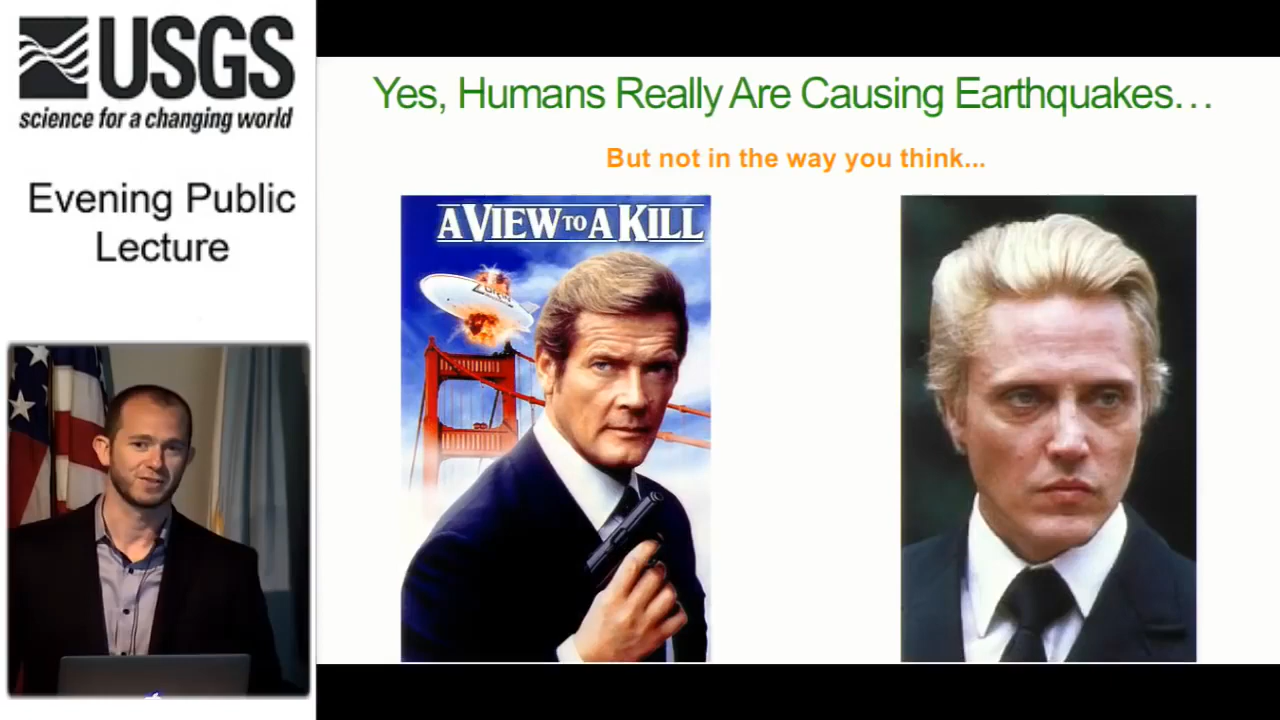 USGS
science for a changing world
Evening Public
Lecture
Yes, Humans Really Are Causing Earthquakes…
But not in the way you think...
A VIEW TO A KILL